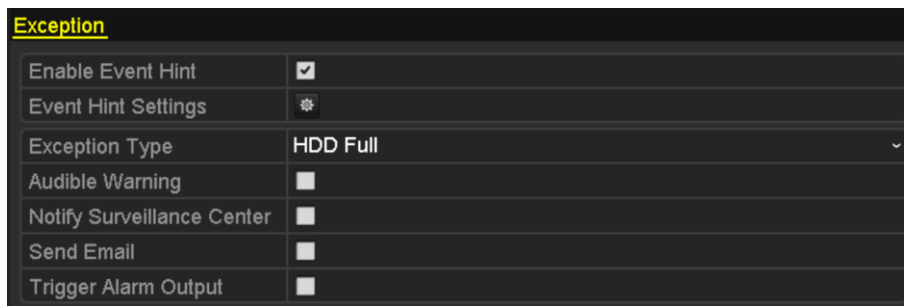 Exception
Enable Event Hint
Event Hint Settings
Exception Type HDD Full
Audible Warning
Notify Surveillance Center
Send Email
Trigger Alarm Output